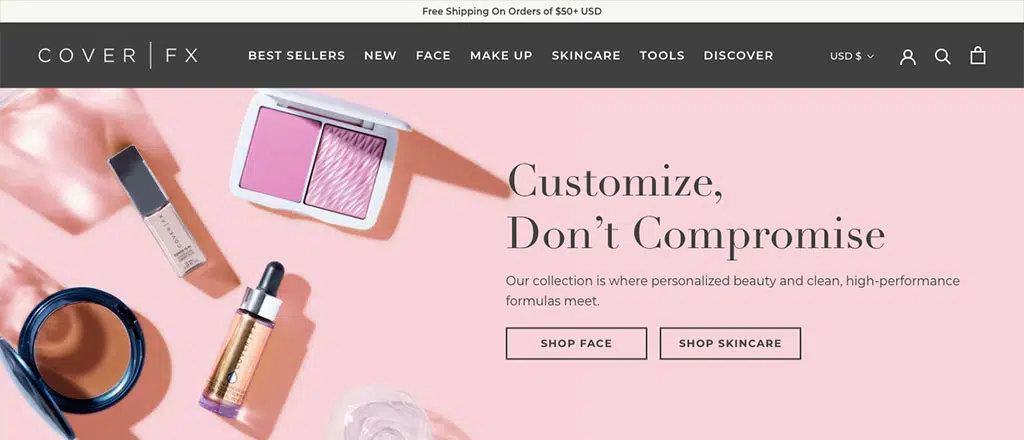 Free Shipping On Orders of $50+ USD
COVER | FX
BEST SELLERS NEW FACE MAKE UP SKINCARE TOOLS DISCOVER
USD $
Customize,
Don't Compromise
Our collection is where personalized beauty and clean, high-performance
formulas meet.
SHOP FACE
SHOP SKINCARE
COVER|FX